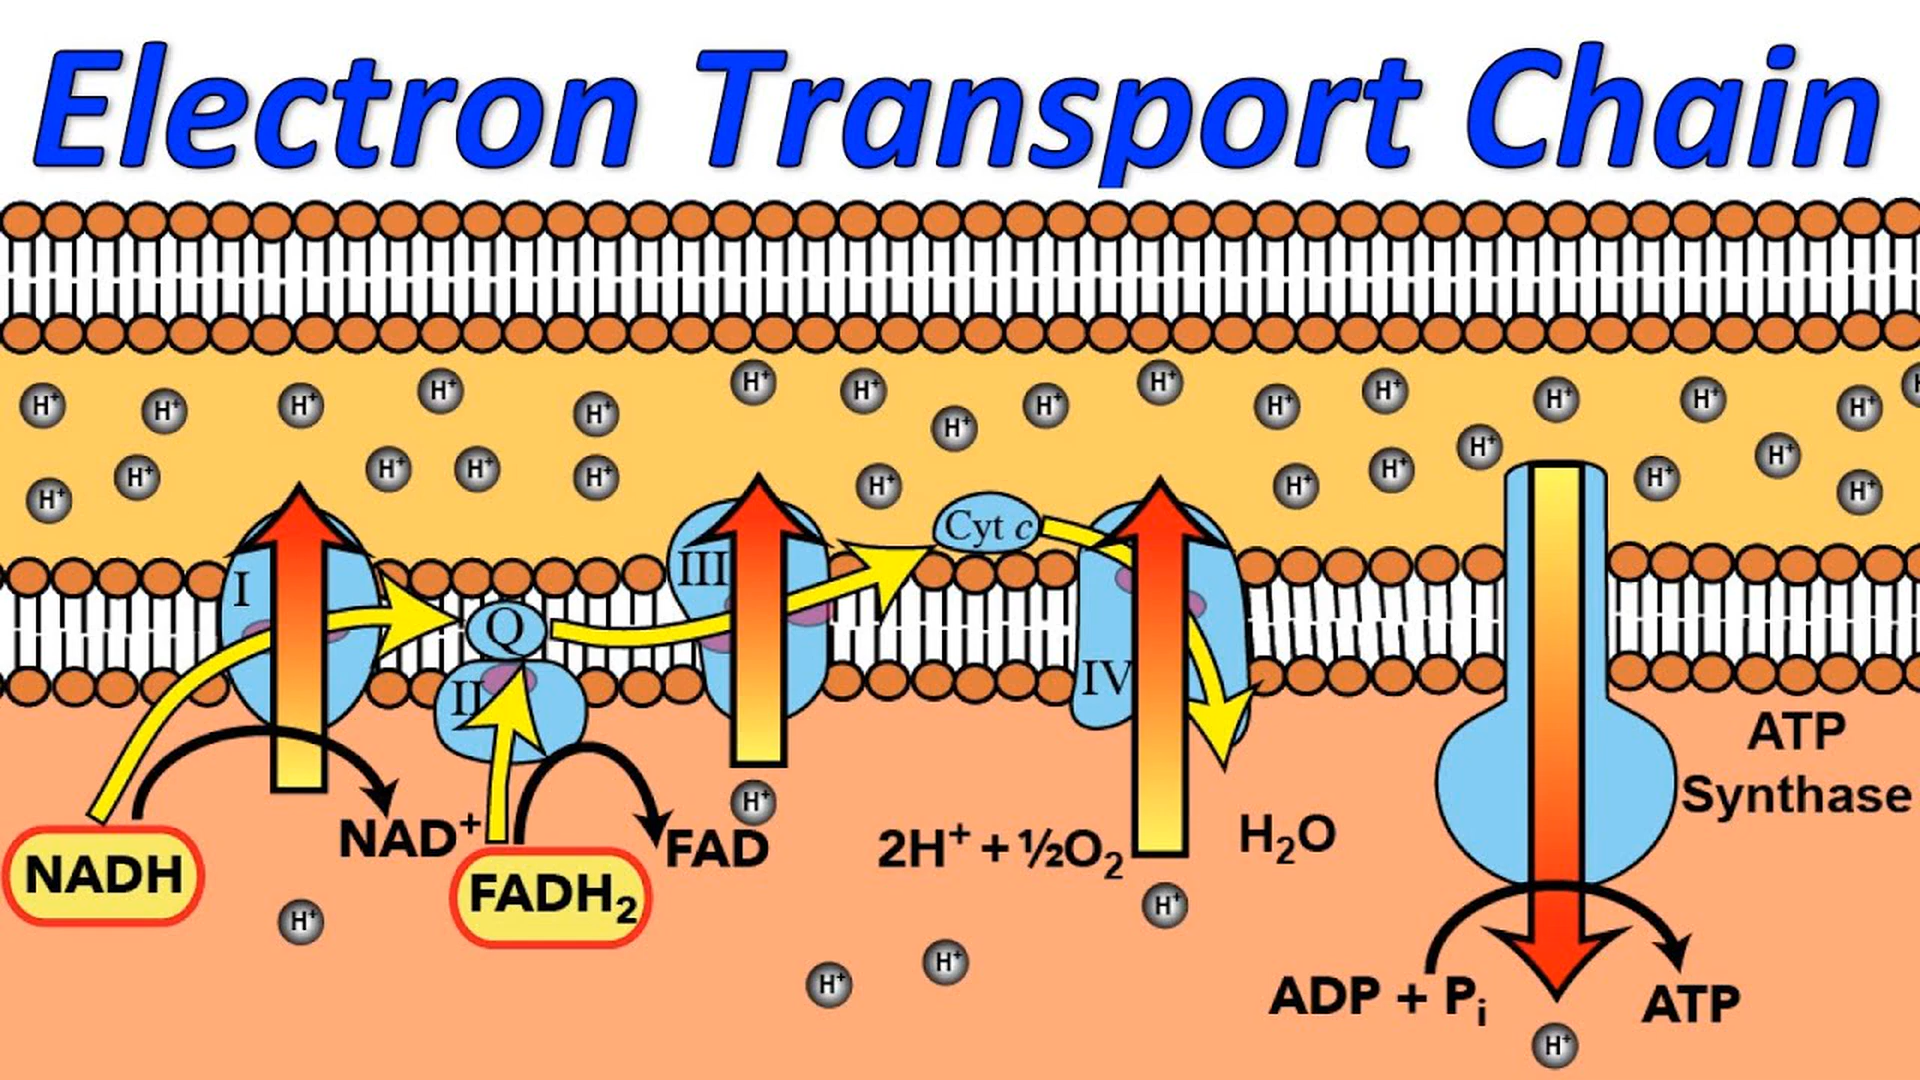 Electron Transport Chain
H⁺ H⁺ H⁺ H⁺ H⁺ H⁺ H⁺ H⁺ H⁺ H⁺ H⁺ H⁺ H⁺ H⁺ H⁺
H⁺ H⁺ H⁺ H⁺ H⁺ H⁺ H⁺ H⁺ H⁺ H⁺ H⁺ H⁺
I
Q
II
III
Cyt c
IV
ATP
Synthase
NADH
NAD⁺
FADH₂
FAD
H⁺
2H⁺ + ½O₂
H₂O
H⁺
H⁺
H⁺
H⁺
ADP + Pᵢ
ATP
H⁺